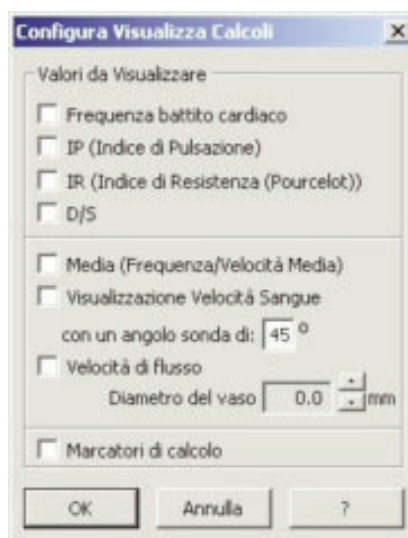 Configura Visualizza Calcoli
Valori da Visualizzare
Frequenza battito cardiaco
IP (Indice di Pulsazione)
IR (Indice di Resistenza (Pourcelot))
D/S
Media (Frequenza/Velocità Media)
Visualizzazione Velocità Sangue
con un angolo sonda di: 45 °
Velocità di flusso
Diametro del vaso 0.0 mm
Marcatori di calcolo
OK Annulla ?